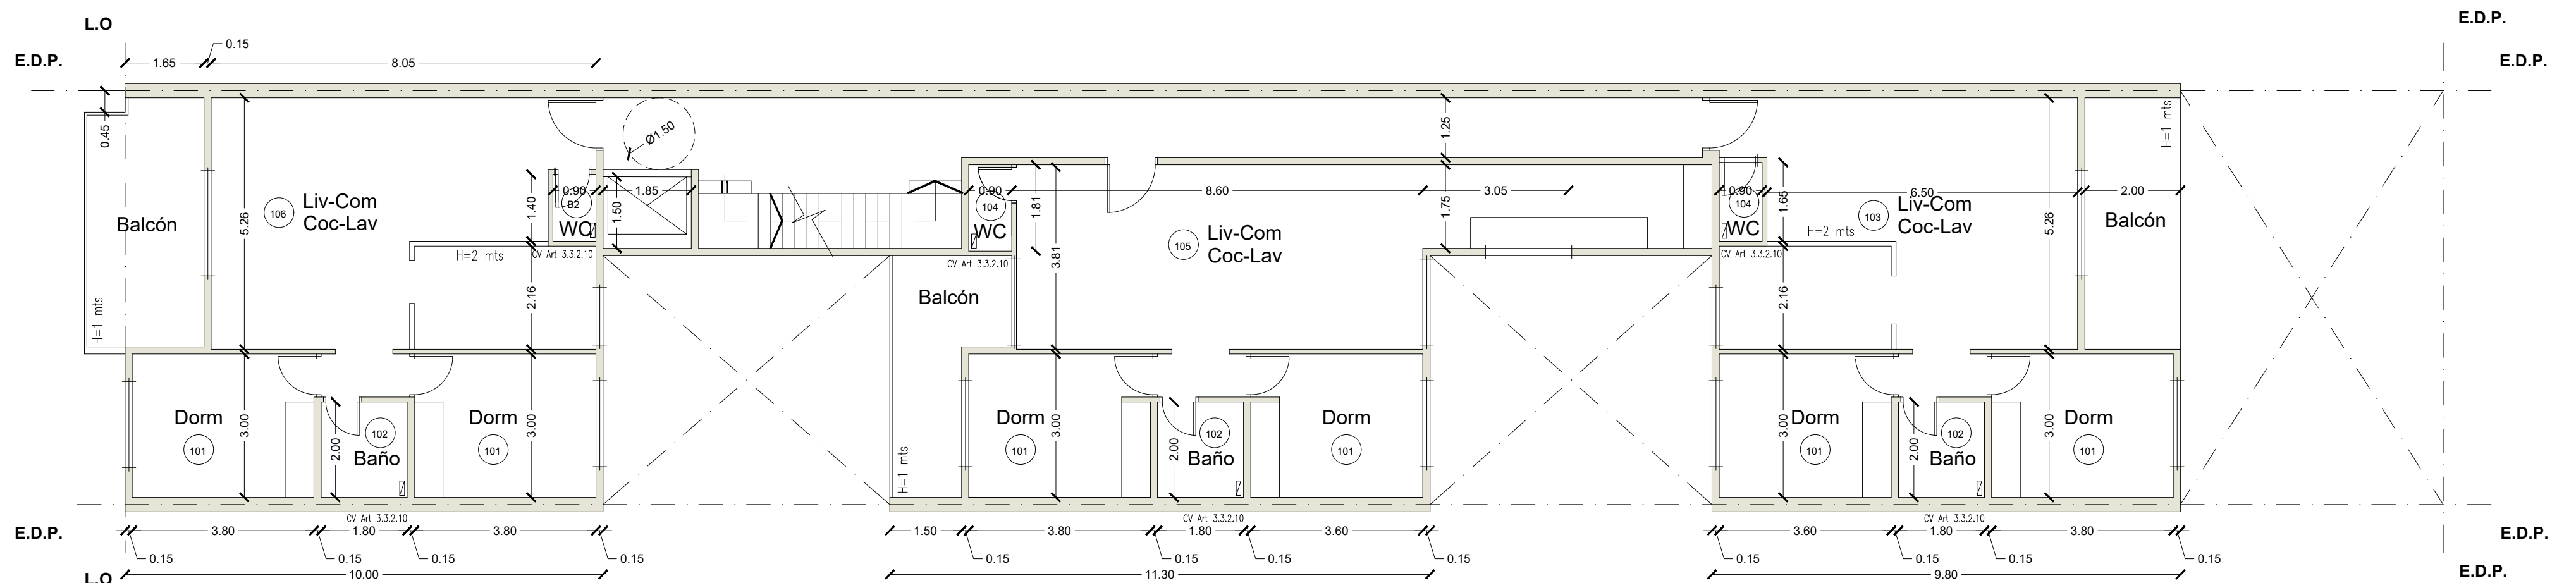 L.O
E.D.P.
E.D.P.
E.D.P.
0.15
1.65
8.05
0.45
Ø1.50
1.25
H=1 mts
Balcón
5.26
106
Liv-Com
Coc-Lav
1.40
0.90
B2
WC
1.50
1.85
0.90
104
WC
1.81
8.60
3.05
1.75
105
Liv-Com
Coc-Lav
0.90
104
WC
1.65
6.50
103
Liv-Com
Coc-Lav
5.26
2.00
Balcón
H=2 mts
CV Art 3.3.2.10
CV Art 3.3.2.10
3.81
H=2 mts
CV Art 3.3.2.10
H=1 mts
2.16
Balcón
2.16
Dorm
101
3.00
2.00
102
Baño
Dorm
101
3.00
H=1 mts
Dorm
101
3.00
2.00
102
Baño
Dorm
101
Dorm
101
3.00
2.00
102
Baño
Dorm
101
3.00
CV Art 3.3.2.10
CV Art 3.3.2.10
CV Art 3.3.2.10
E.D.P.
3.80
1.80
3.80
1.50
3.80
1.80
3.60
3.60
1.80
3.80
E.D.P.
0.15
0.15
0.15
0.15
0.15
0.15
0.15
0.15
0.15
0.15
0.15
0.15
L.O
10.00
11.30
9.80
E.D.P.